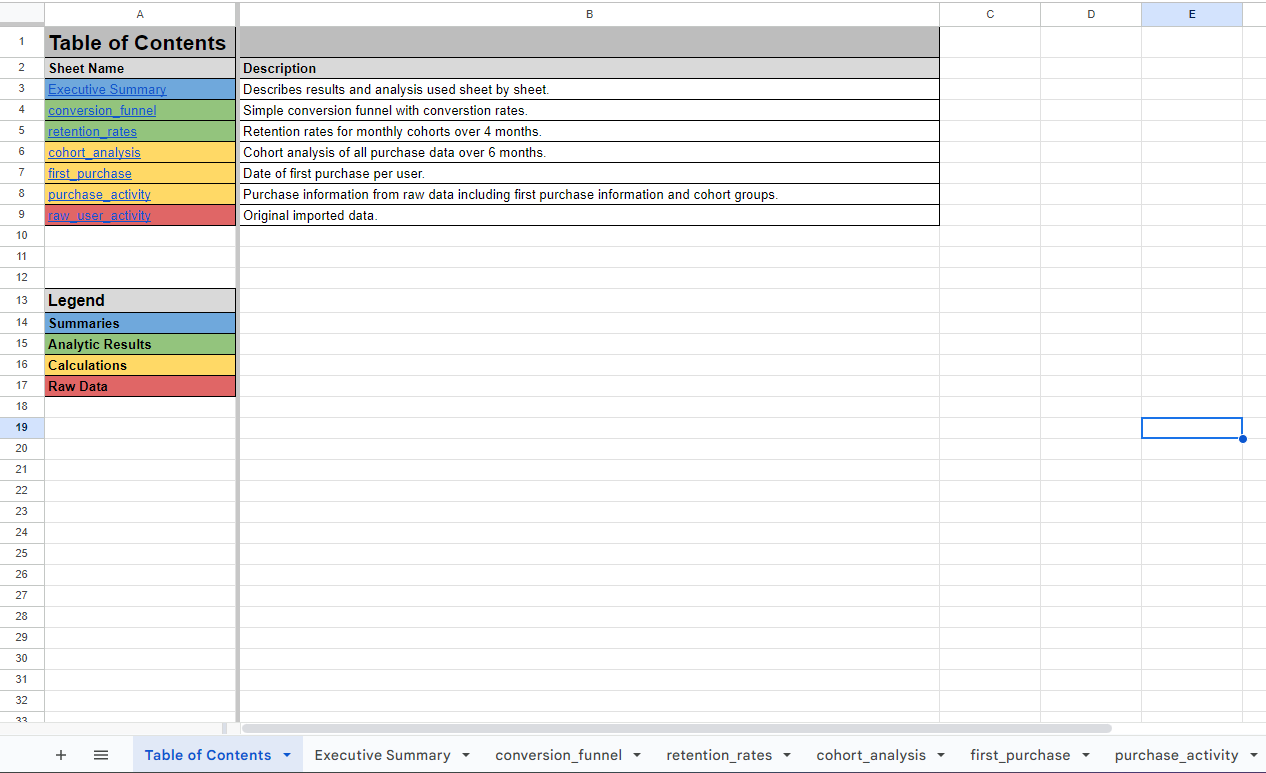 A B C D E
1 Table of Contents
2 Sheet Name Description
3 Executive Summary Describes results and analysis used sheet by sheet.
4 conversion_funnel Simple conversion funnel with converstion rates.
5 retention_rates Retention rates for monthly cohorts over 4 months.
6 cohort_analysis Cohort analysis of all purchase data over 6 months.
7 first_purchase Date of first purchase per user.
8 purchase_activity Purchase information from raw data including first purchase information and cohort groups.
9 raw_user_activity Original imported data.
10
11
12
13 Legend
14 Summaries
15 Analytic Results
16 Calculations
17 Raw Data
18
19
20
21
22
23
24
25
26
27
28
29
30
31
32
33
+ Table of Contents Executive Summary conversion_funnel retention_rates cohort_analysis first_purchase purchase_activity